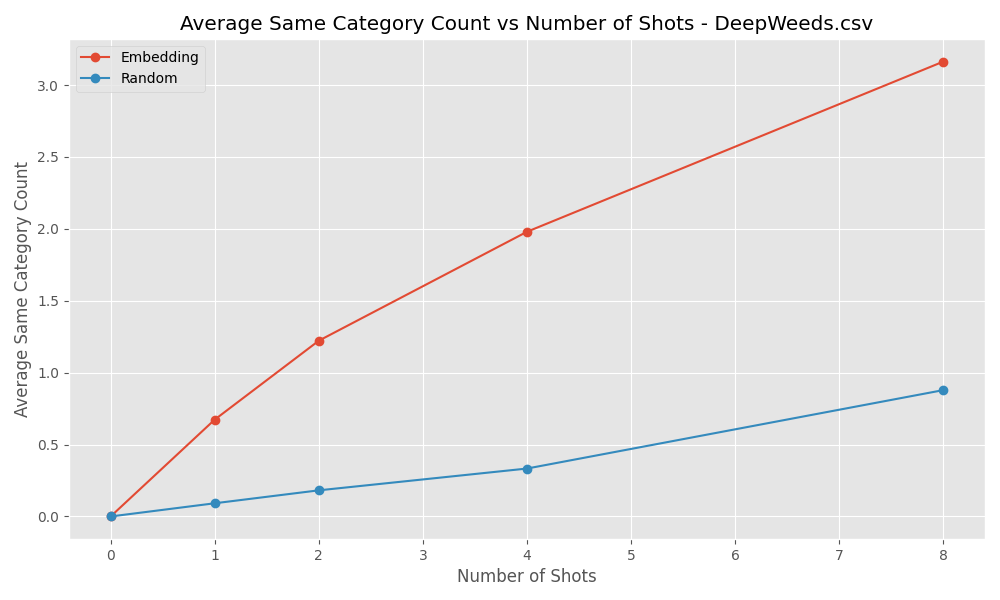 Average Same Category Count vs Number of Shots - DeepWeeds.csv
Embedding
Random
Average Same Category Count
3.0
2.5
2.0
1.5
1.0
0.5
0.0
0 1 2 3 4 5 6 7 8
Number of Shots